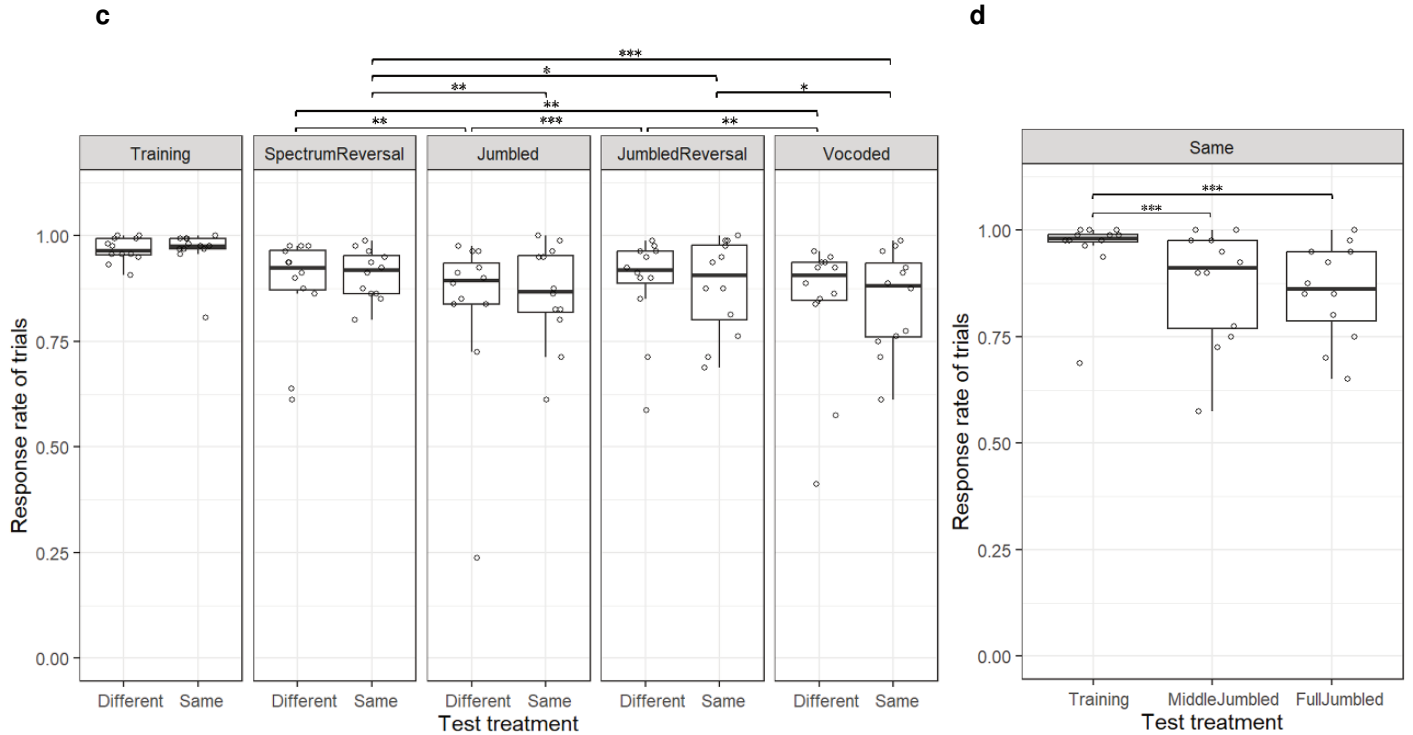 c
d
***
*
**
*
**
**
***
**
Training
SpectrumReversal
Jumbled
JumbledReversal
Vocoded
Same
***
***
1.00
0.75
0.50
0.25
0.00
Response rate of trials
Different
Same
Different
Same
Different
Same
Different
Same
Different
Same
Test treatment
1.00
0.75
0.50
0.25
0.00
Response rate of trials
Training
MiddleJumbled
FullJumbled
Test treatment